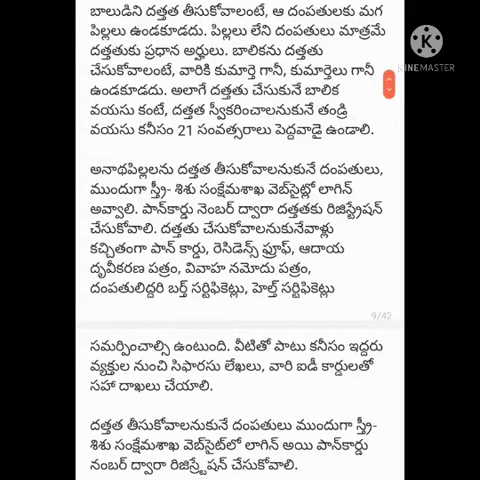 బాలుడిని దత్తత తీసుకోవాలంటే, ఆ దంపతులకు మగ
పిల్లలు ఉండకూడదు. పిల్లలు లేని దంపతులు మాత్రమే
దత్తతుకు ప్రధాన అర్హులు. బాలికను దత్తతు
చేసుకోవాలంటే, వారికి కుమార్తె గానీ, కుమార్తెలు గానీ
ఉండకూడదు. అలాగే దత్తతు చేసుకునే బాలిక
వయసు కంటే, దత్తత స్వీకరించాలనుకునే తండ్రి
వయసు కనీసం 21 సంవత్సరాలు పెద్దవాడై ఉండాలి.
అనాథపిల్లలను దత్తత తీసుకోవాలనుకునే దంపతులు,
ముందుగా స్త్రీ- శిశు సంక్షేమశాఖ వెబ్‌సైట్లో లాగిన్
అవ్వాలి. పాన్‌కార్డు నెంబర్ ద్వారా దత్తతకు రిజిస్ట్రేషన్
చేసుకోవాలి. దత్తతు చేసుకోవాలనుకునేవాళ్లు
కచ్చితంగా పాన్ కార్డు, రెసిడెన్స్ ఫ్రూఫ్, ఆదాయ
దృవీకరణ పత్రం, వివాహ నమోదు పత్రం,
దంపతులిద్దరి బర్త్ సర్టిఫికెట్లు, హెల్త్ సర్టిఫికెట్లు
9/42
సమర్పించాల్సి ఉంటుంది. వీటితో పాటు కనీసం ఇద్దరు
వ్యక్తుల నుంచి సిఫారసు లేఖలు, వారి ఐడీ కార్డులతో
సహా దాఖలు చేయాలి.
దత్తత తీసుకోవాలనుకునే దంపతులు ముందుగా స్త్రీ-
శిశు సంక్షేమశాఖ వెబ్‌సైట్‌లో లాగిన్ అయి పాన్‌కార్డు
నంబర్ ద్వారా రిజిస్ట్రేషన్ చేసుకోవాలి.
KINEMASTER